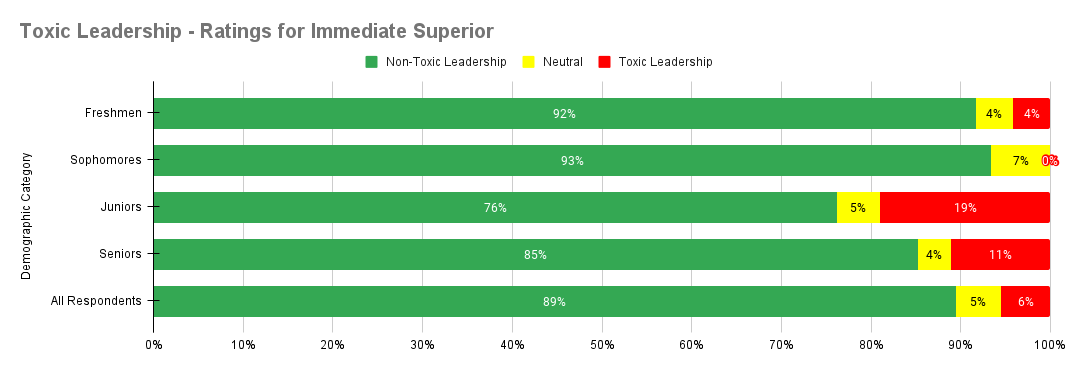 Toxic Leadership - Ratings for Immediate Superior
Non-Toxic Leadership Neutral Toxic Leadership
Demographic Category
Freshmen 92% 4% 4%
Sophomores 93% 7% 0%
Juniors 76% 5% 19%
Seniors 85% 4% 11%
All Respondents 89% 5% 6%
0% 10% 20% 30% 40% 50% 60% 70% 80% 90% 100%